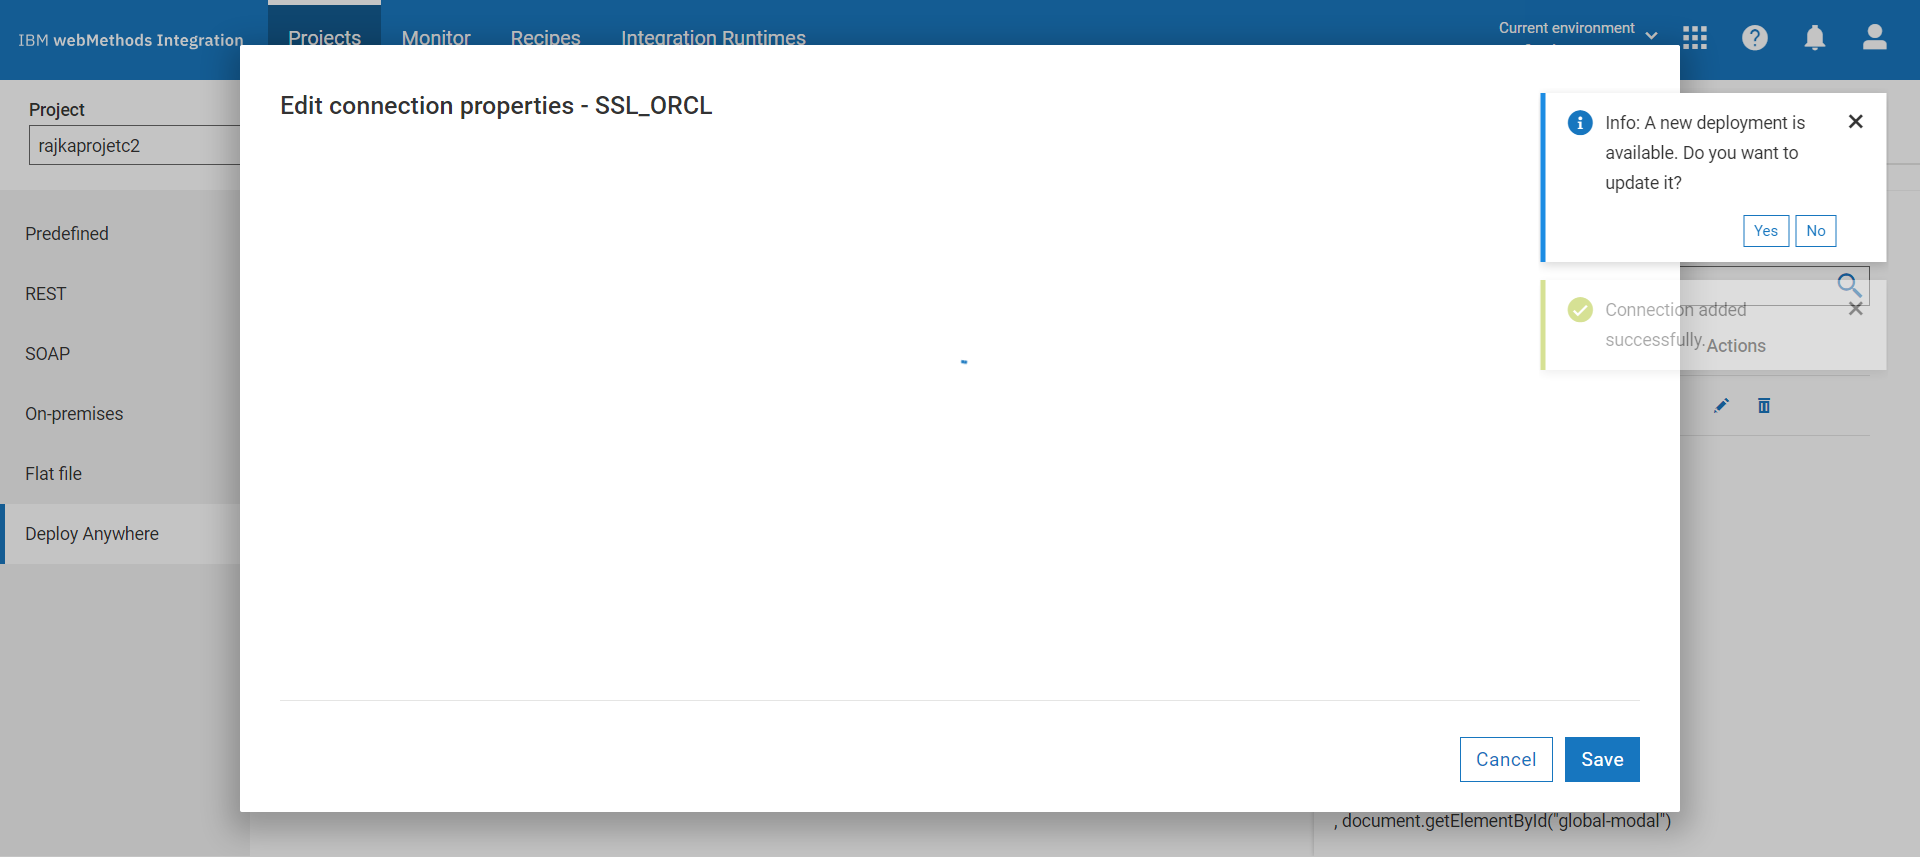 IBM webMethods Integration
Projects
Monitor
Recipes
Integration Runtimes
Current environment
Project
rajkaprojetc2
Predefined
REST
SOAP
On-premises
Flat file
Deploy Anywhere
Edit connection properties - SSL_ORCL
Info: A new deployment is
available. Do you want to
update it?
Yes
No
Connection added
successfully.
Actions
Cancel
Save
, document.getElementById("global-modal")